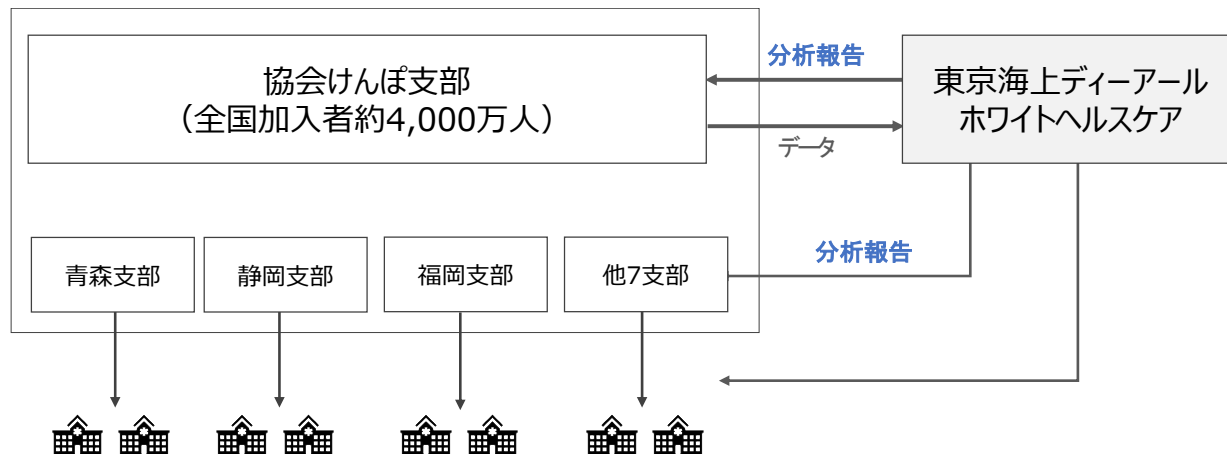 協会けんぽ支部
（全国加入者約4,000万人）
分析報告
データ
東京海上ディーアール
ホワイトヘルスケア
青森支部
静岡支部
福岡支部
他7支部
分析報告